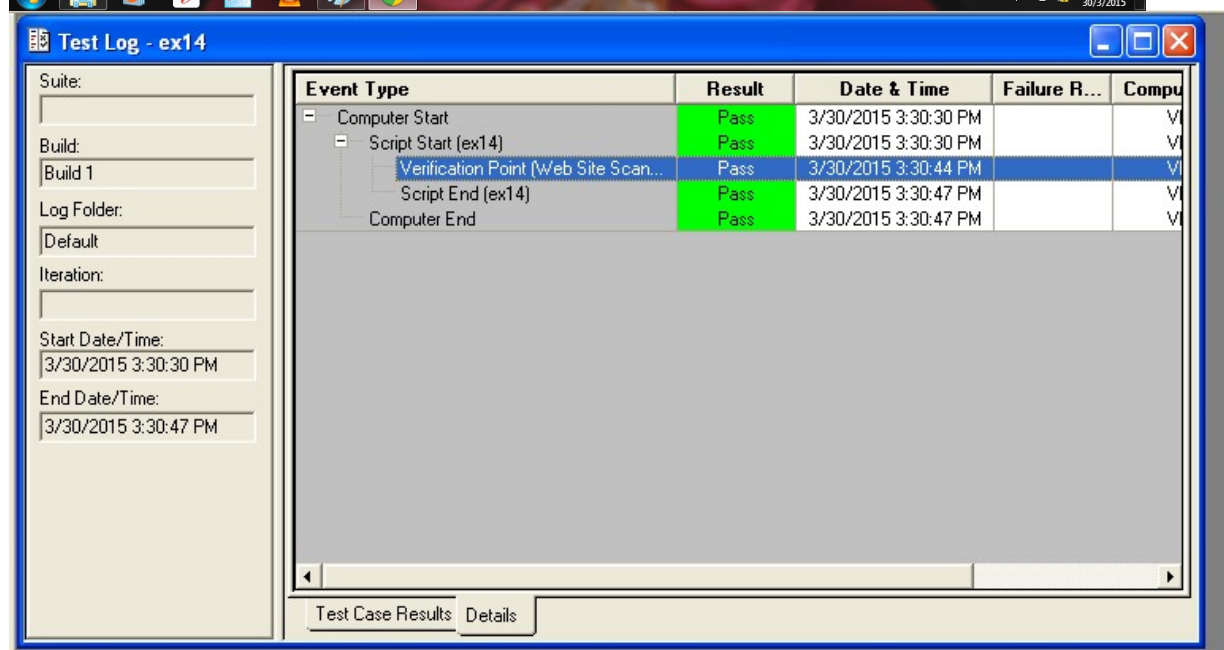 30/3/2015
Test Log - ex14
Suite:
Build:
Build 1
Log Folder:
Default
Iteration:
Start Date/Time:
3/30/2015 3:30:30 PM
End Date/Time:
3/30/2015 3:30:47 PM
Event Type Result Date & Time Failure R... Compu
Computer Start Pass 3/30/2015 3:30:30 PM VI
Script Start (ex14) Pass 3/30/2015 3:30:30 PM VI
Verification Point (Web Site Scan... Pass 3/30/2015 3:30:44 PM VI
Script End (ex14) Pass 3/30/2015 3:30:47 PM VI
Computer End Pass 3/30/2015 3:30:47 PM VI
Test Case Results Details